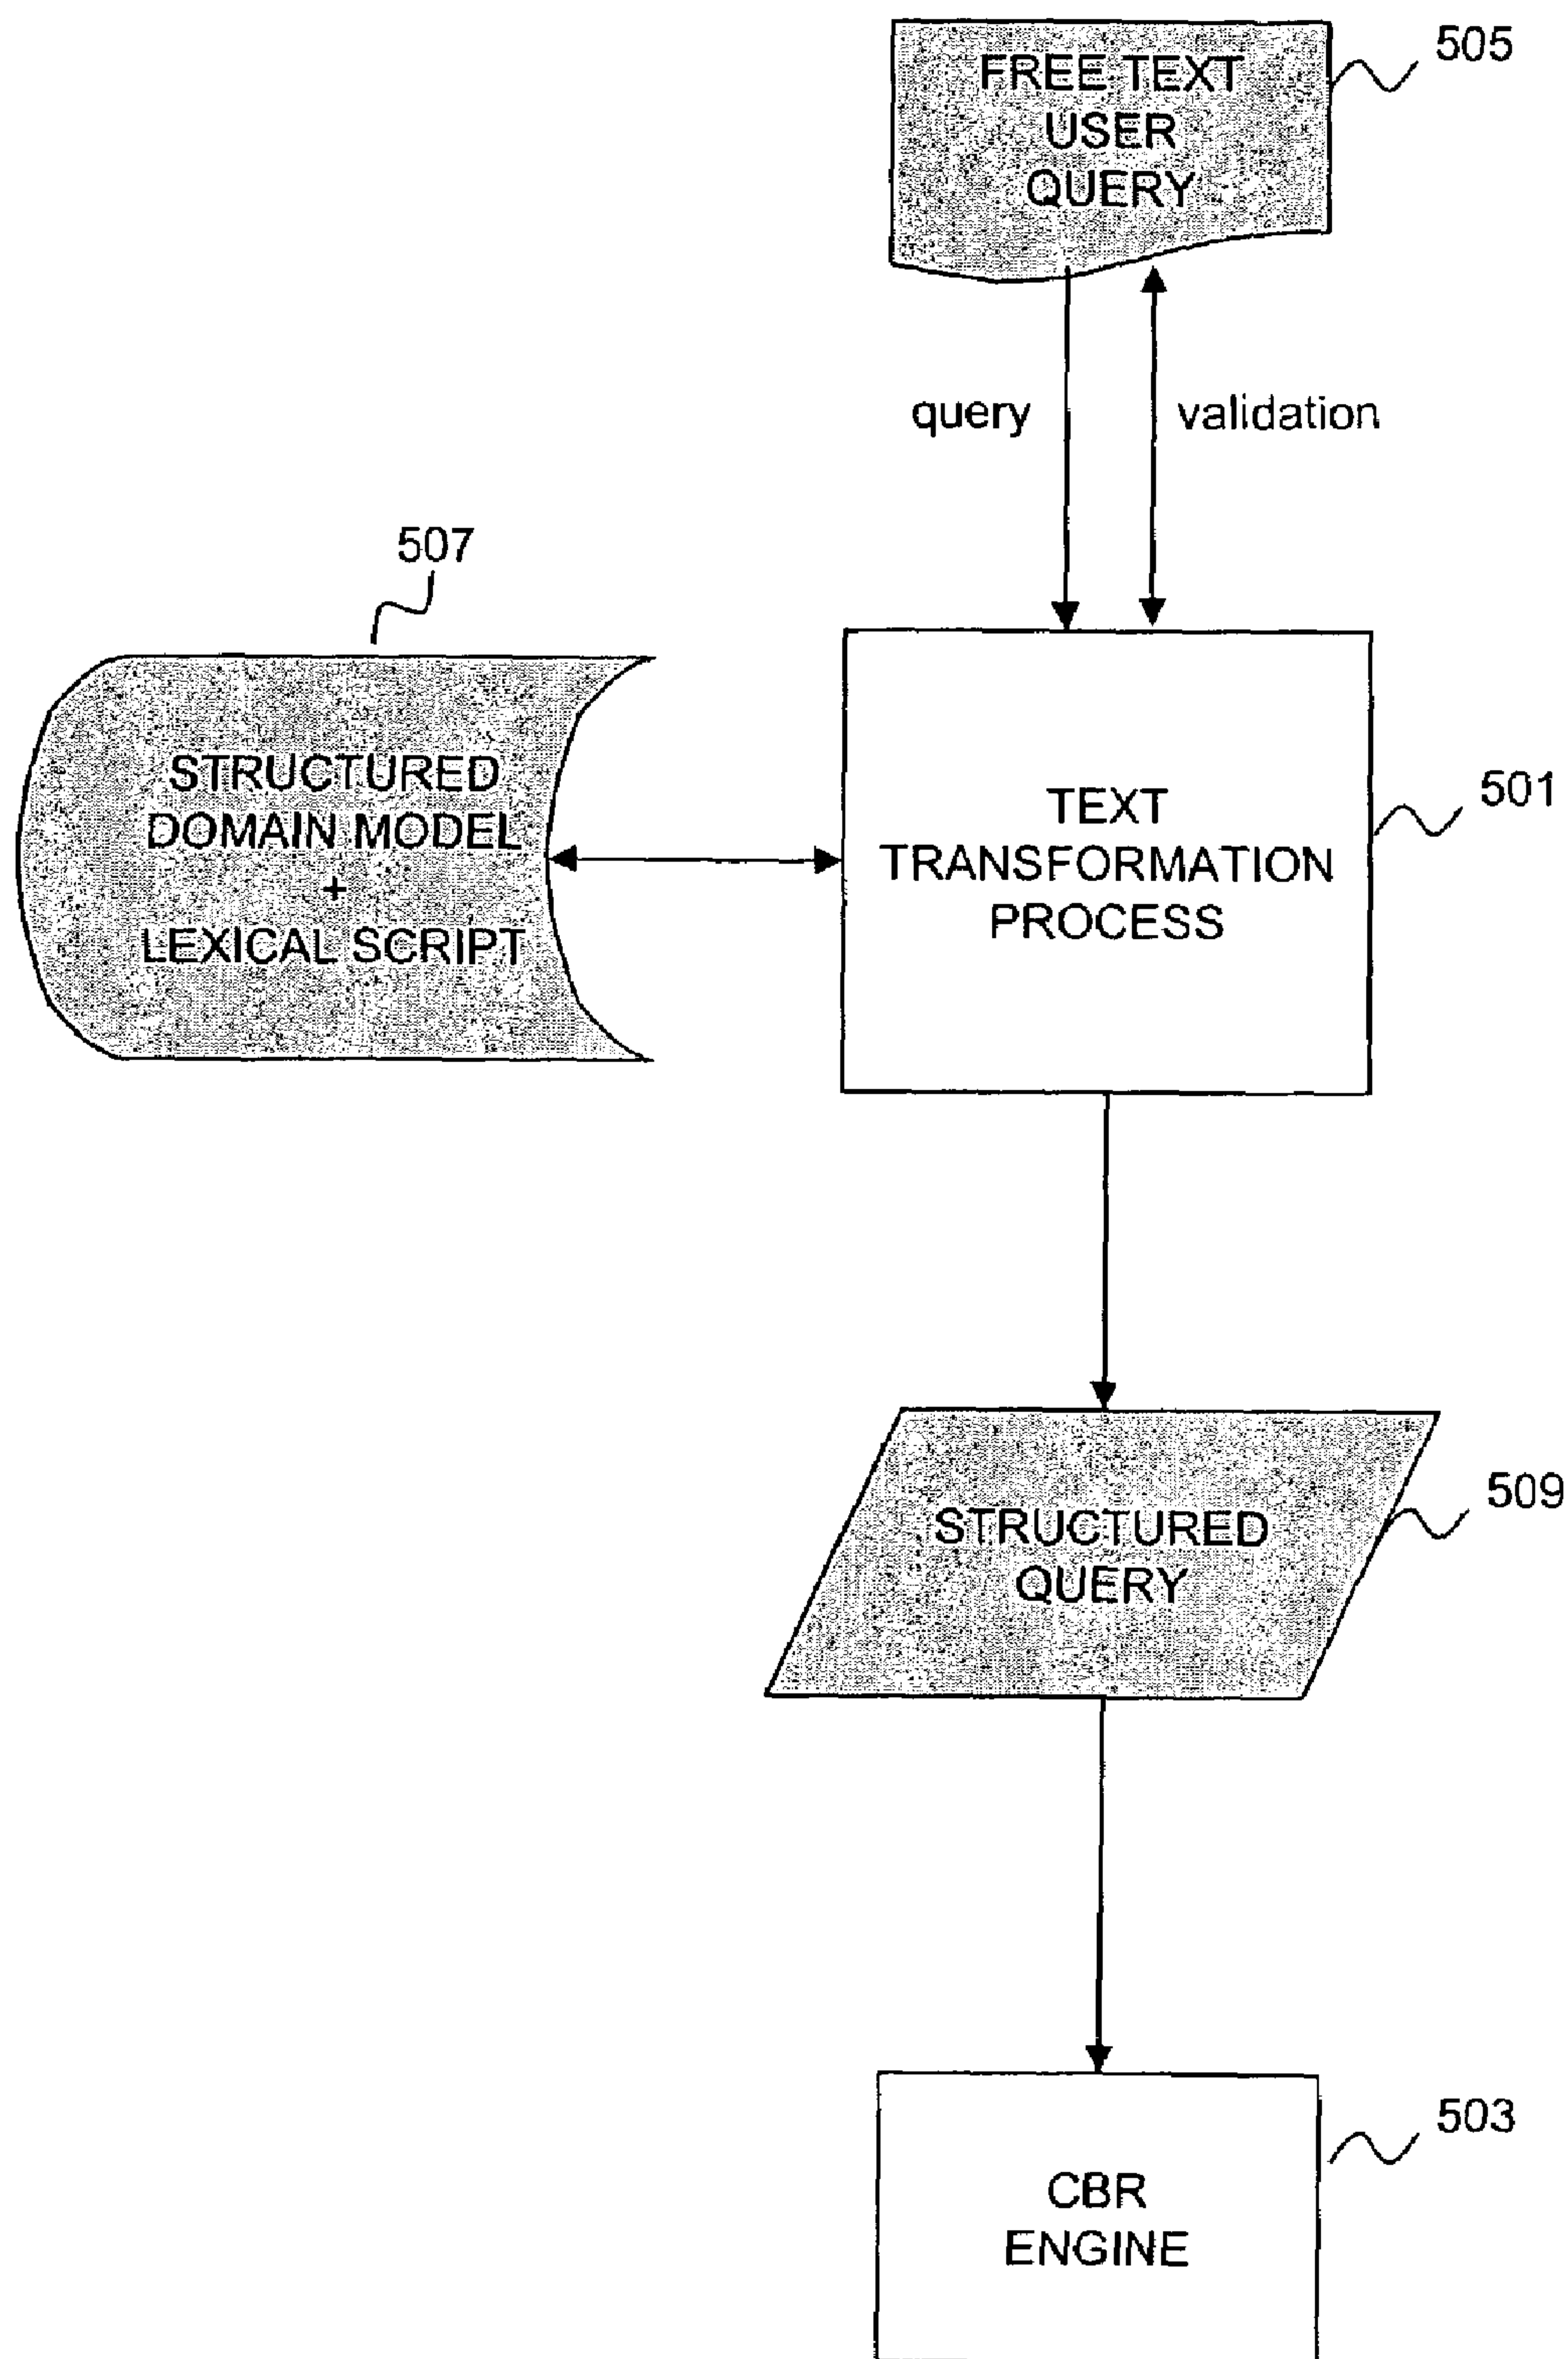 505
FREE TEXT
USER
QUERY
query
validation
507
STRUCTURED
DOMAIN MODEL
+
LEXICAL SCRIPT
501
TEXT
TRANSFORMATION
PROCESS
509
STRUCTURED
QUERY
503
CBR
ENGINE